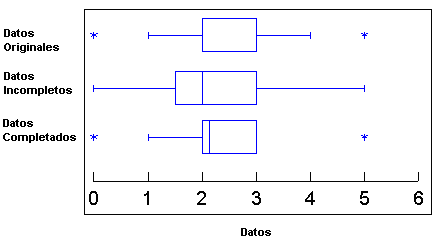 Datos
Originales
Datos
Incompletos
Datos
Completados
0 1 2 3 4 5 6
Datos